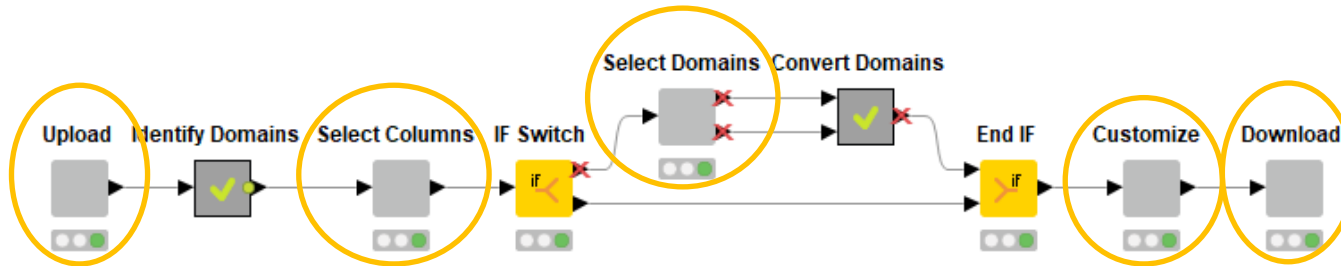 Select Domains
Convert Domains
Upload
Identify Domains
Select Columns
IF Switch
End IF
Customize
Download
iF
iF